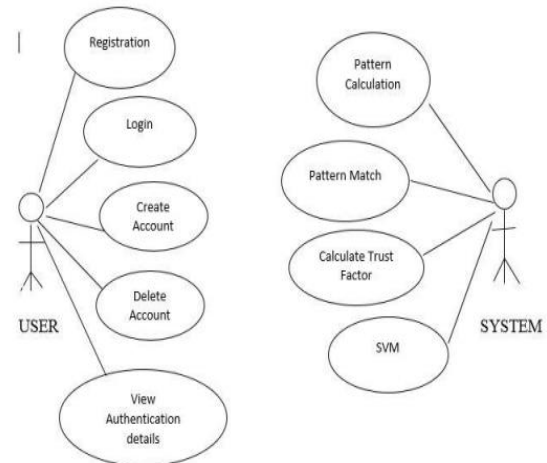 Registration
Login
Create
Account
Delete
Account
View
Authentication
details
USER
Pattern
Calculation
Pattern Match
Calculate Trust
Factor
SVM
SYSTEM